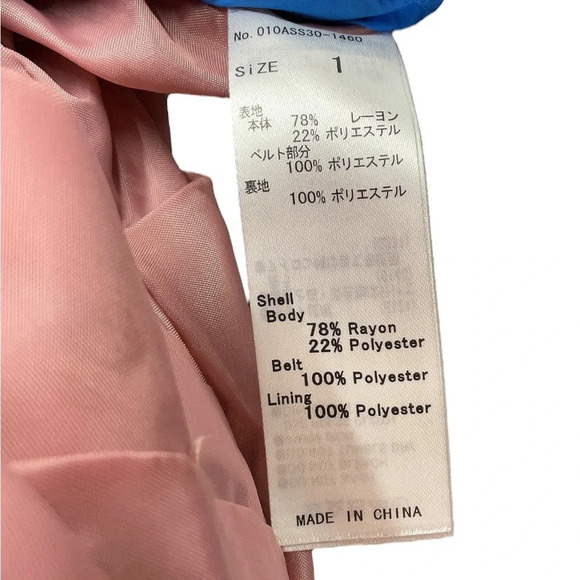 No. 010ASS30-1460
SiZE 1
表地
本体 78% レーヨン
22% ポリエステル
ベルト部分
100% ポリエステル
裏地
100% ポリエステル
Shell
Body
78% Rayon
22% Polyester
Belt
100% Polyester
Lining
100% Polyester
MADE IN CHINA